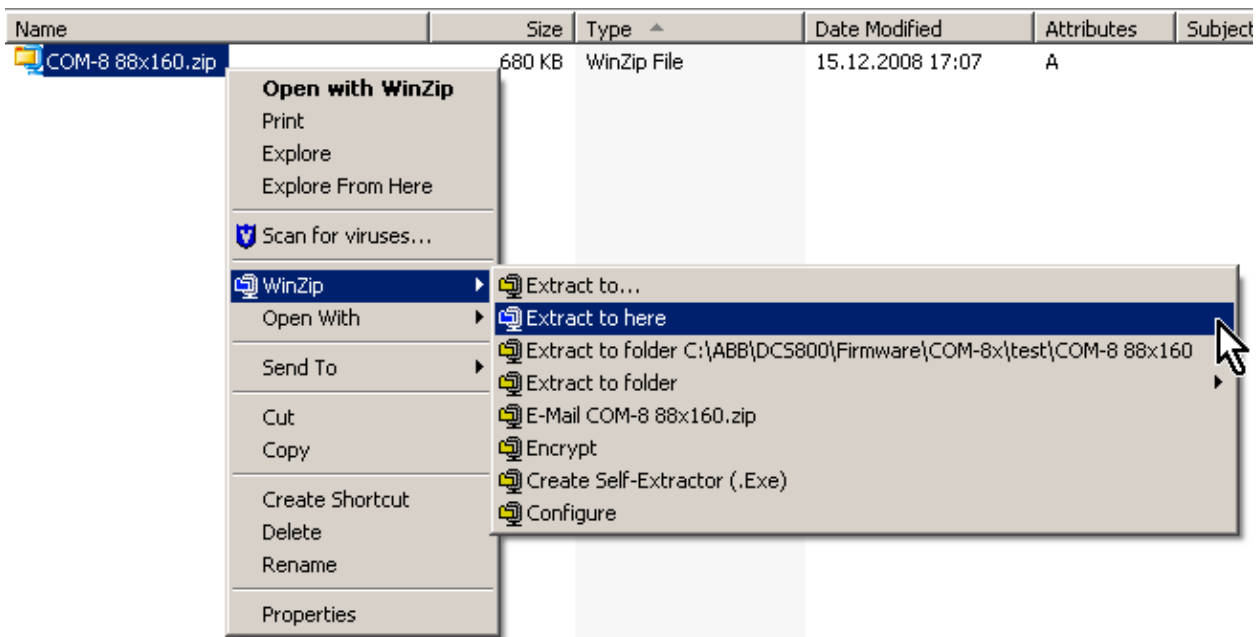 Name Size Type Date Modified Attributes Subject
COM-8 88x160.zip 680 KB WinZip File 15.12.2008 17:07 A
Open with WinZip
Print
Explore
Explore From Here
Scan for viruses...
WinZip
Open With
Send To
Cut
Copy
Create Shortcut
Delete
Rename
Properties
Extract to...
Extract to here
Extract to folder C:\ABB\DCS800\Firmware\COM-8x\test\COM-8 88x160
Extract to folder
E-Mail COM-8 88x160.zip
Encrypt
Create Self-Extractor (.Exe)
Configure